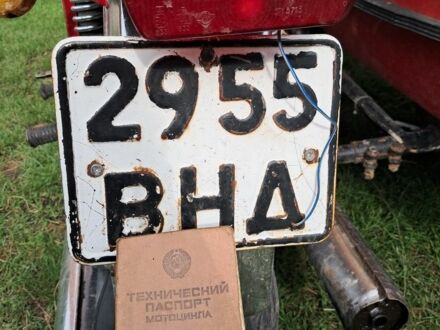 2955
ВНД
ТЕХНИЧЕСКИЙ
ПАСПОРТ
МОТОЦИКЛА